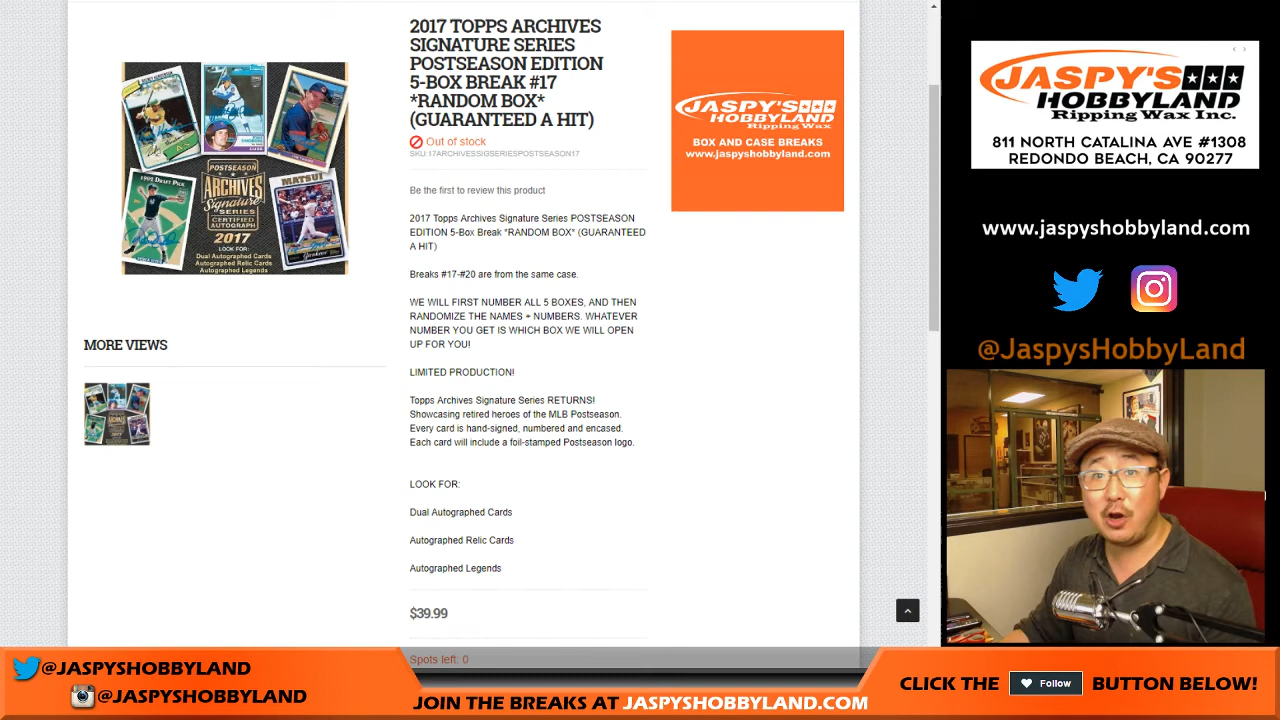 2017 TOPPS ARCHIVES
SIGNATURE SERIES
POSTSEASON EDITION
5-BOX BREAK #17
*RANDOM BOX*
(GUARANTEED A HIT)
Out of stock
SKU:17ARCHIVESSIGSERIESPOSTSEASON17
Be the first to review this product
2017 Topps Archives Signature Series POSTSEASON
EDITION 5-Box Break *RANDOM BOX* (GUARANTEED
A HIT)
Breaks #17-#20 are from the same case.
WE WILL FIRST NUMBER ALL 5 BOXES, AND THEN
RANDOMIZE THE NAMES + NUMBERS. WHATEVER
NUMBER YOU GET IS WHICH BOX WE WILL OPEN
UP FOR YOU!
LIMITED PRODUCTION!
Topps Archives Signature Series RETURNS!
Showcasing retired heroes of the MLB Postseason.
Every card is hand-signed, numbered and encased.
Each card will include a foil-stamped Postseason logo.
LOOK FOR:
Dual Autographed Cards
Autographed Relic Cards
Autographed Legends
$39.99
Spots left: 0
POSTSEASON
ARCHIVES
Signature
SERIES
CERTIFIED
AUTOGRAPH
2017
LOOK FOR:
Dual Autographed Cards
Autographed Relic Cards
Autographed Legends
1992 DRAFT PICK
MATSUI
Yankees
MORE VIEWS
JASPY'S
HOBBYLAND
Ripping Wax
BOX AND CASE BREAKS
www.jaspyshobbyland.com
JASPY'S
HOBBYLAND
Ripping Wax Inc.
811 NORTH CATALINA AVE #1308
REDONDO BEACH, CA 90277
www.jaspyshobbyland.com
@JaspysHobbyLand
@JASPYSHOBBYLAND
@JASPYSHOBBYLAND
JOIN THE BREAKS AT JASPYSHOBBYLAND.COM
CLICK THE Follow BUTTON BELOW!